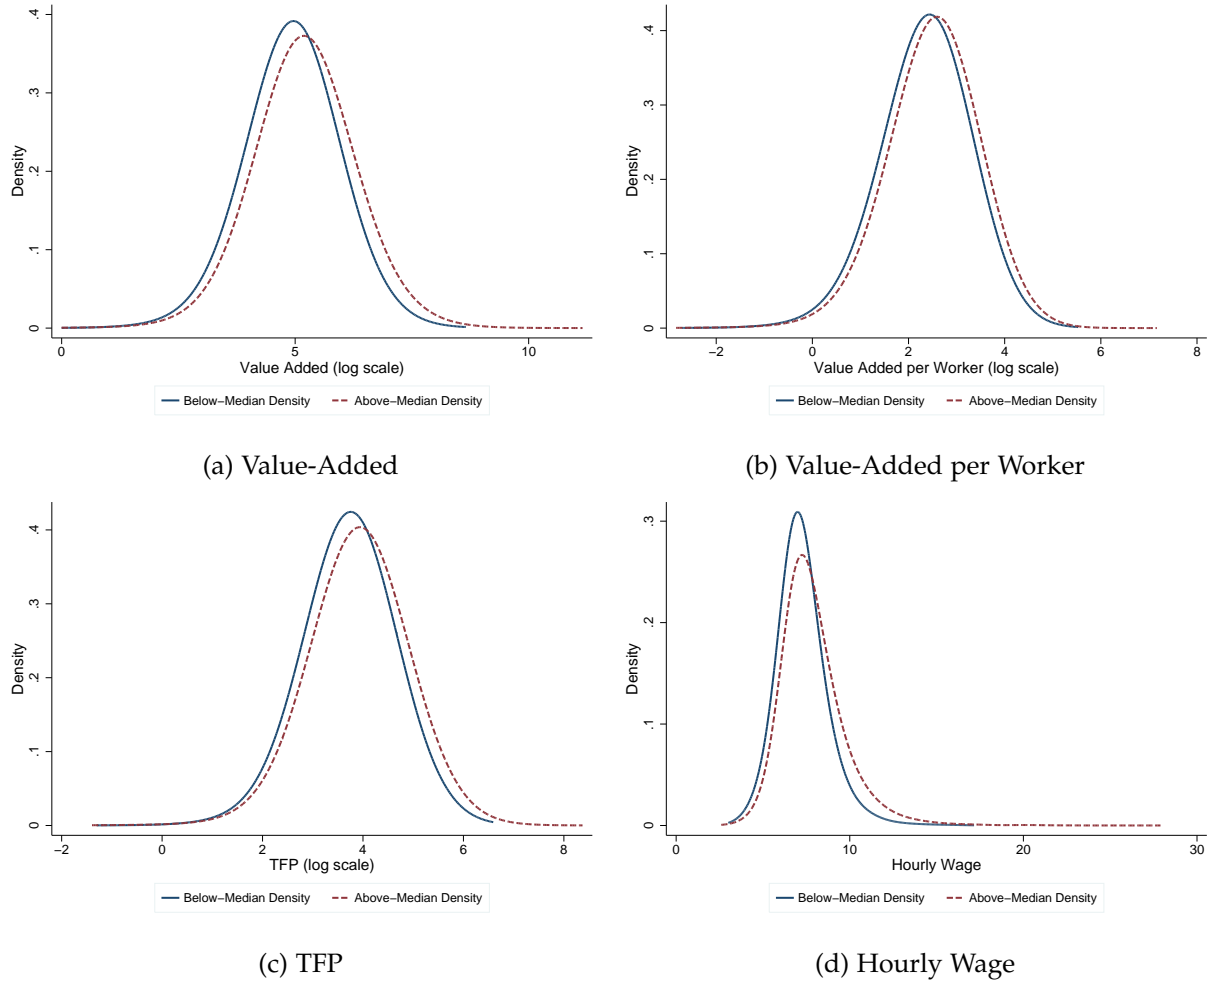 Density
.4
.3
.2
.1
0
0 5 10
Value Added (log scale)
Below−Median Density Above−Median Density
(a) Value-Added
Density
.4
.3
.2
.1
0
−2 0 2 4 6 8
Value Added per Worker (log scale)
Below−Median Density Above−Median Density
(b) Value-Added per Worker
Density
.4
.3
.2
.1
0
−2 0 2 4 6 8
TFP (log scale)
Below−Median Density Above−Median Density
(c) TFP
Density
.3
.2
.1
0
0 10 20 30
Hourly Wage
Below−Median Density Above−Median Density
(d) Hourly Wage